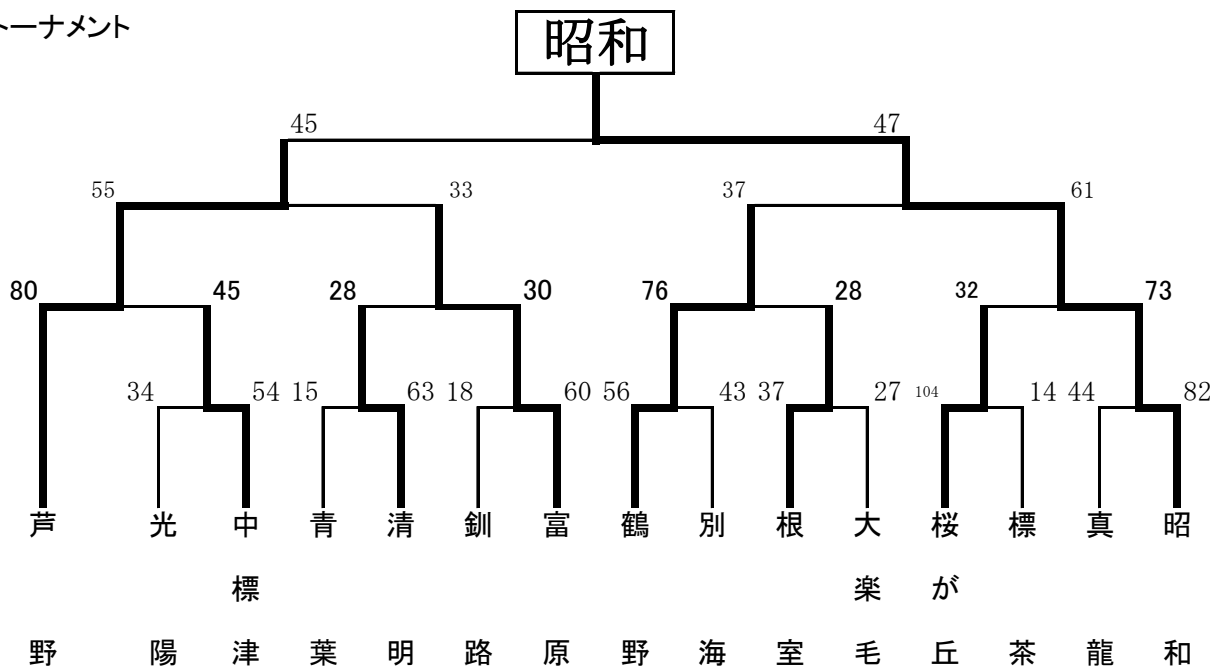 トーナメント
昭和
45 47
55 33 37 61
80 45 28 30 76 28 32 73
34 54 15 63 18 60 56 43 37 27 104 14 44 82
芦野
光陽
中標津
青葉
清明
釧路
富原
鶴野
別海
根室
大楽毛
桜が丘
標茶
真龍
昭和